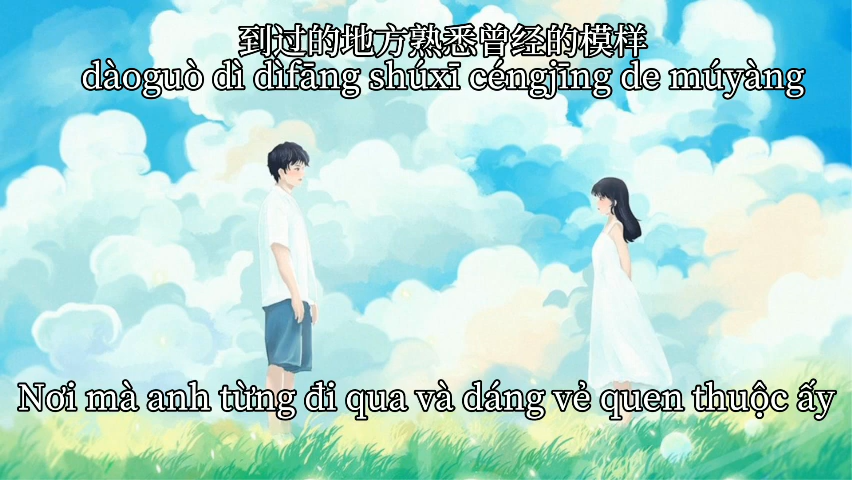 到过的地方熟悉曾经的模样
dàoguò dì dìfāng shúxī céngjīng de múyàng
Nơi mà anh từng đi qua và dáng vẻ quen thuộc ấy